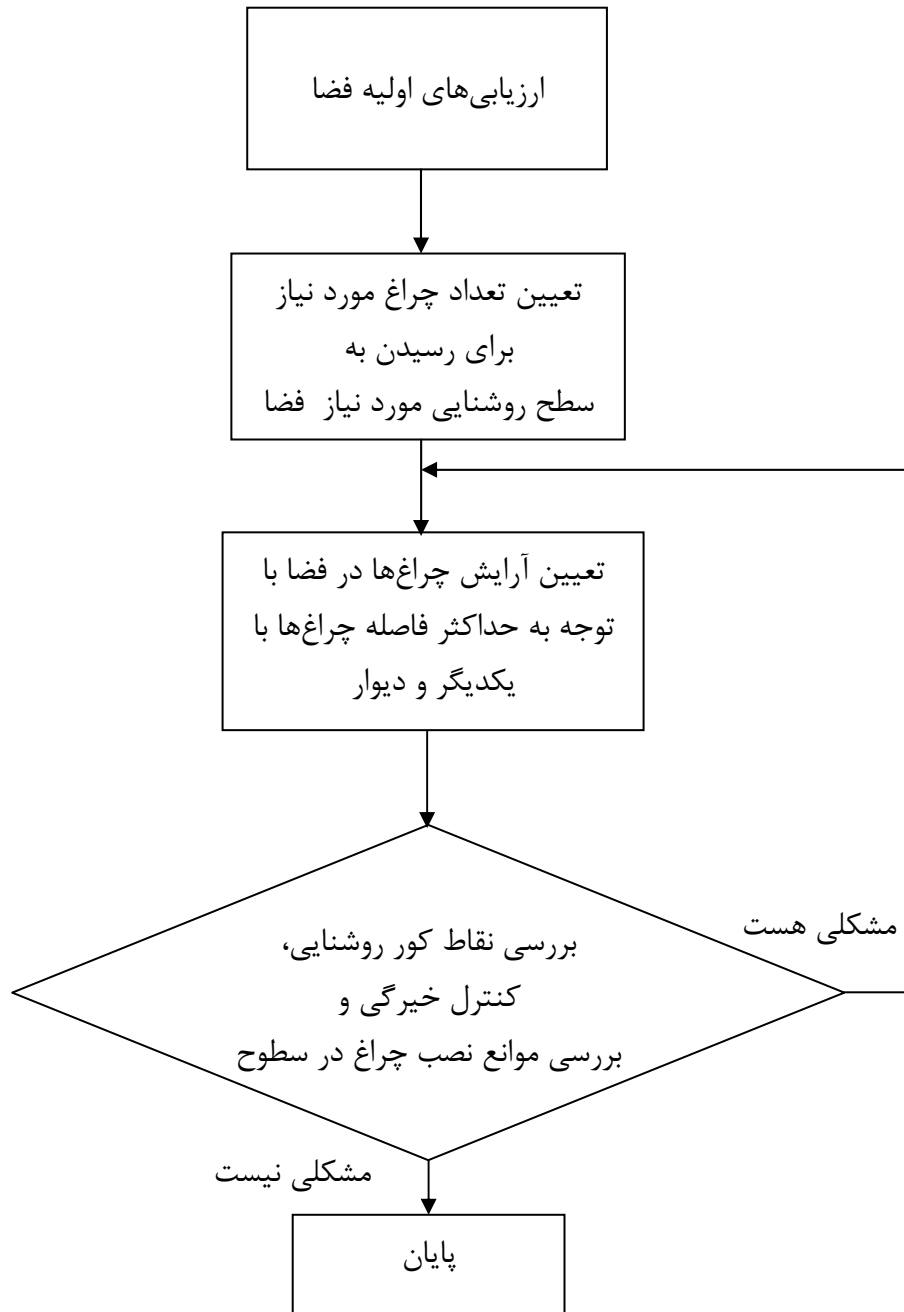 ارزیابی‌های اولیه فضا
تعیین تعداد چراغ مورد نیاز
برای رسیدن به
سطح روشنایی مورد نیاز فضا
تعیین آرایش چراغ‌ها در فضا با
توجه به حداکثر فاصله چراغ‌ها با
یکدیگر و دیوار
بررسی نقاط کور روشنایی،
کنترل خیرگی و
بررسی موانع نصب چراغ در سطوح
مشکلی هست
مشکلی نیست
پایان